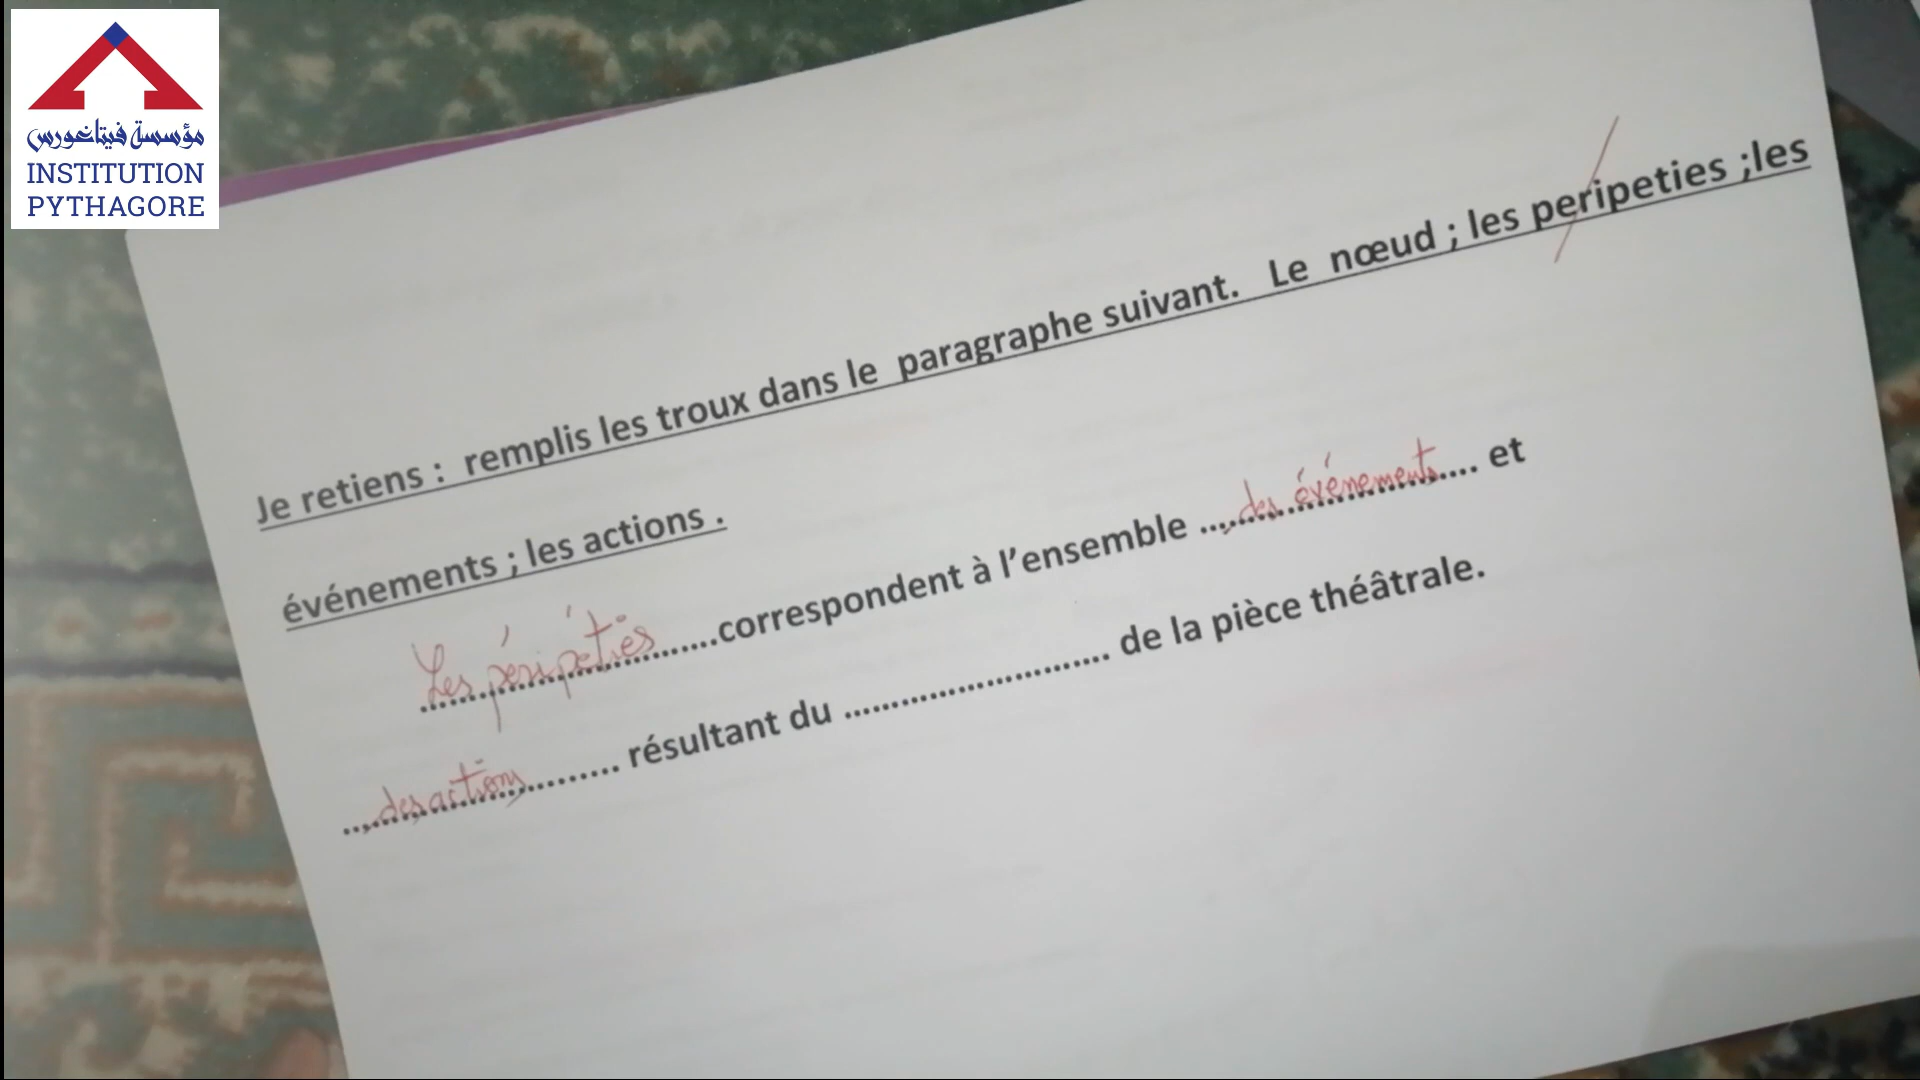 مؤسسة فيتاغورس
INSTITUTION
PYTHAGORE
Je retiens : remplis les troux dans le paragraphe suivant. Le nœud ; les peripeties ;les
événements ; les actions .
Les péripéties ..........correspondent à l’ensemble ... des événements .... et
... des actions ......... résultant du .............................. de la pièce théâtrale.